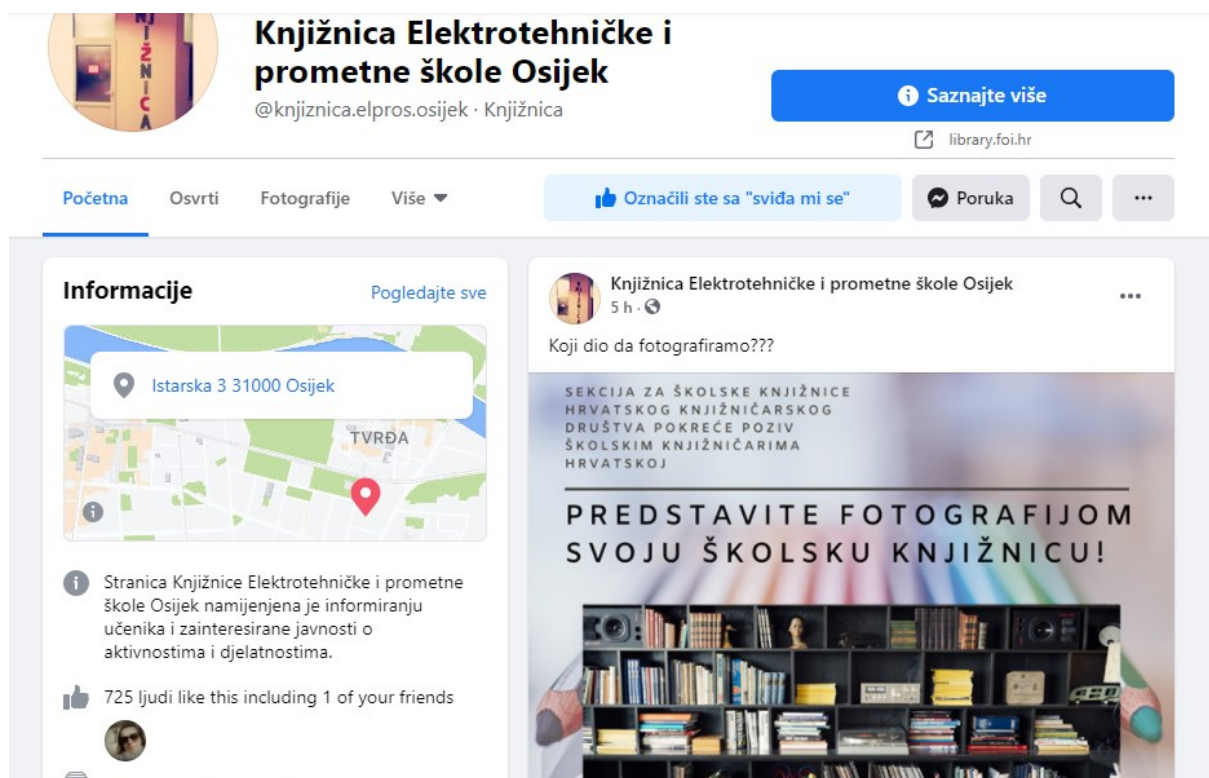 KNJIŽNICA
Knjižnica Elektrotehničke i
prometne škole Osijek
@knjiznica.elpros.osijek · Knjižnica
Saznajte više
library.foi.hr
Početna Osvrti Fotografije Više
Označili ste sa "sviđa mi se"
Poruka
Informacije
Pogledajte sve
Istarska 3 31000 Osijek
TVRĐA
Stranica Knjižnice Elektrotehničke i prometne
škole Osijek namijenjena je informiranju
učenika i zainteresirane javnosti o
aktivnostima i djelatnostima.
725 ljudi like this including 1 of your friends
Knjižnica Elektrotehničke i prometne škole Osijek
5 h ·
Koji dio da fotografiramo???
SEKCIJA ZA ŠKOLSKE KNJIŽNICE
HRVATSKOG KNJIŽNIČARSKOG
DRUŠTVA POKREĆE POZIV
ŠKOLSKIM KNJIŽNIČARIMA
HRVATSKOJ
PREDSTAVITE FOTOGRAFIJOM
SVOJU ŠKOLSKU KNJIŽNICU!